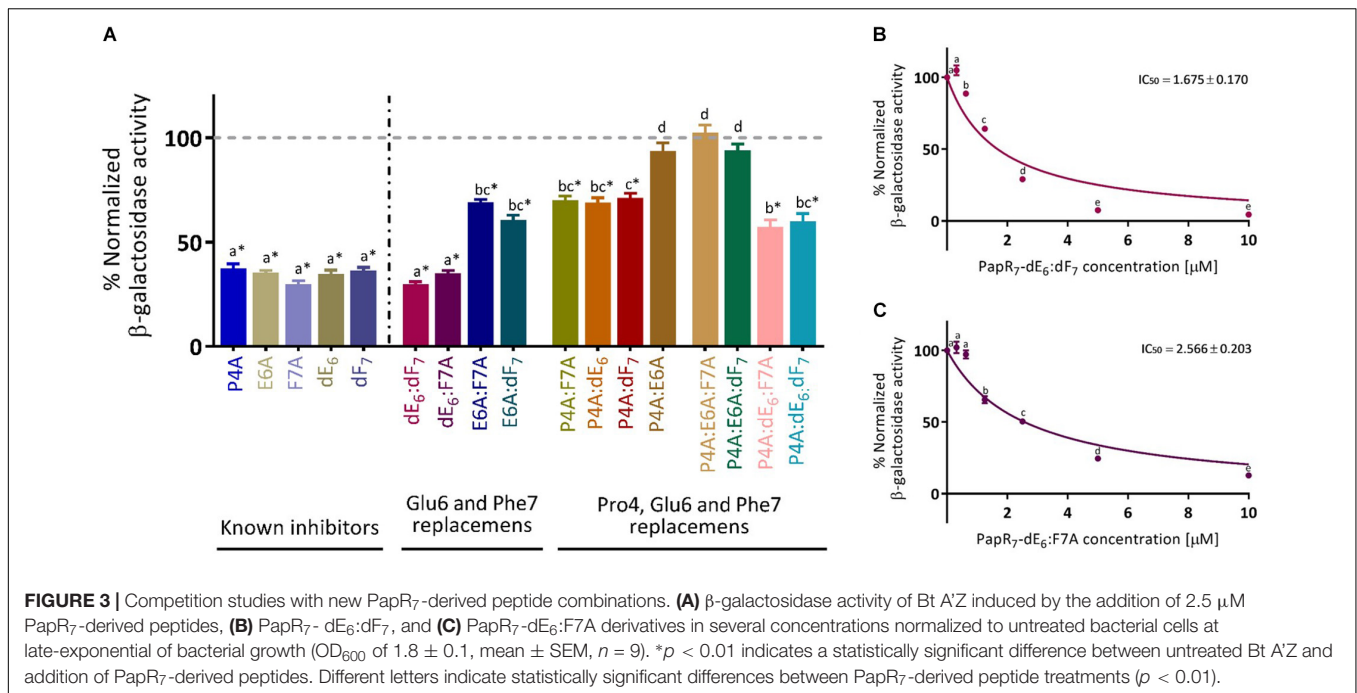 A
% Normalized
β-galactosidase activity
100
50
0
a* a* a* a* a* a* a* bc* bc* bc* bc* c* d d d b* bc*
P4A E6A F7A dE6 dF7 dE6:dF7 dE6:F7A E6A:F7A E6A:dF7 P4A:F7A P4A:dE6 P4A:dF7 P4A:E6A P4A:E6A:F7A P4A:E6A:dF7 P4A:dE6:F7A P4A:dE6:dF7
Known inhibitors
Glu6 and Phe7
replacemens
Pro4, Glu6 and Phe7
replacemens
B
% Normalized
β-galactosidase activity
100
50
0
a a b c d e e
IC50 = 1.675±0.170
2 4 6 8 10
PapR7-dE6:dF7 concentration [μM]
C
% Normalized
β-galactosidase activity
100
50
0
a a a b c d e
IC50 = 2.566±0.203
2 4 6 8 10
PapR7-dE6:F7A concentration [μM]
FIGURE 3 | Competition studies with new PapR7-derived peptide combinations. (A) β-galactosidase activity of Bt A'Z induced by the addition of 2.5 μM
PapR7-derived peptides, (B) PapR7- dE6:dF7, and (C) PapR7-dE6:F7A derivatives in several concentrations normalized to untreated bacterial cells at
late-exponential of bacterial growth (OD600 of 1.8 ± 0.1, mean ± SEM, n = 9). *p < 0.01 indicates a statistically significant difference between untreated Bt A'Z and
addition of PapR7-derived peptides. Different letters indicate statistically significant differences between PapR7-derived peptide treatments (p < 0.01).